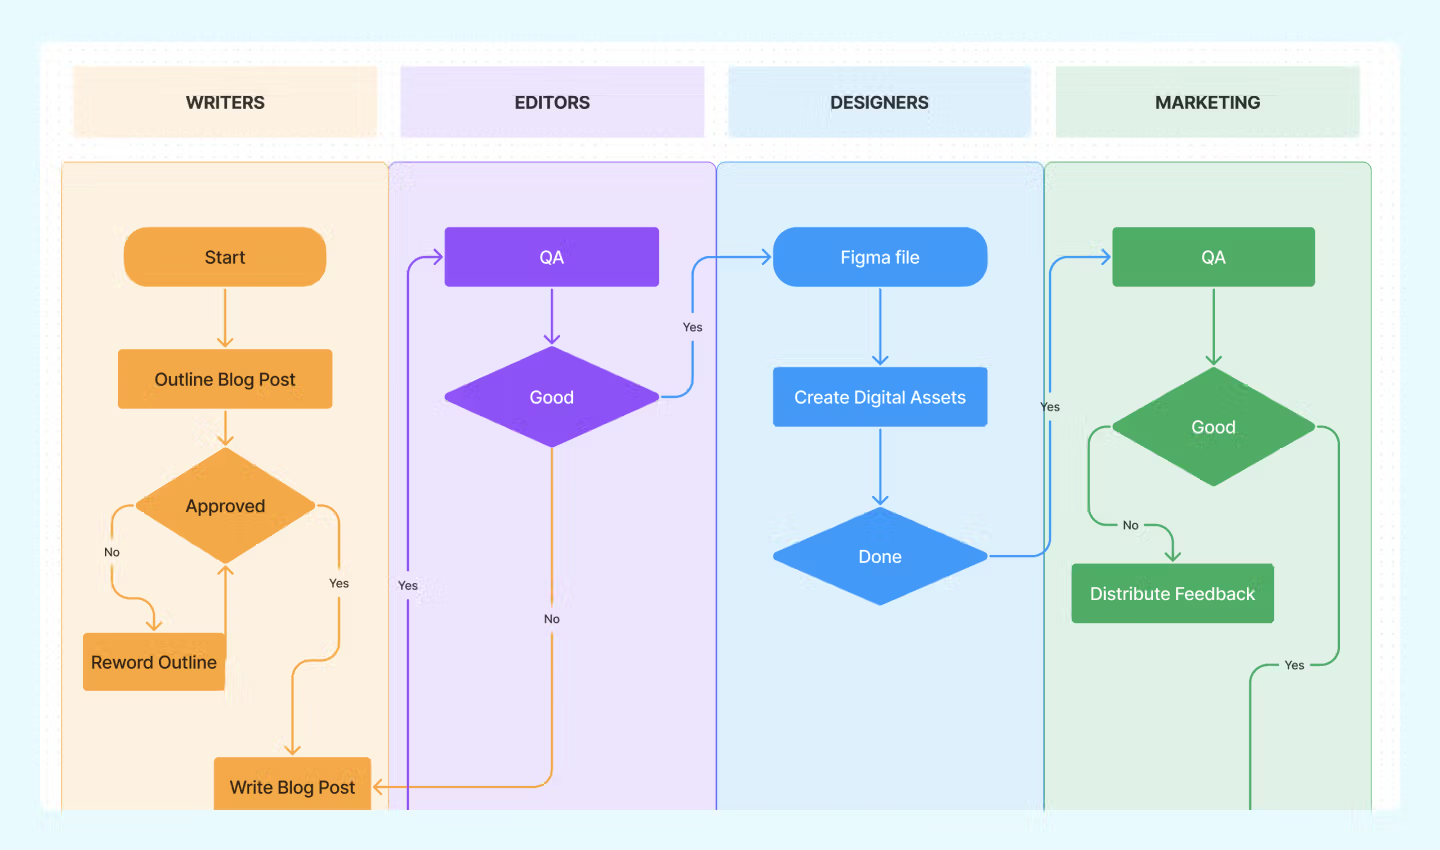 WRITERS
EDITORS
DESIGNERS
MARKETING
Start
Outline Blog Post
Approved
No
Yes
Reword Outline
Write Blog Post
QA
Good
Yes
Yes
No
Figma file
Create Digital Assets
Done
Yes
QA
Good
No
Distribute Feedback
Yes